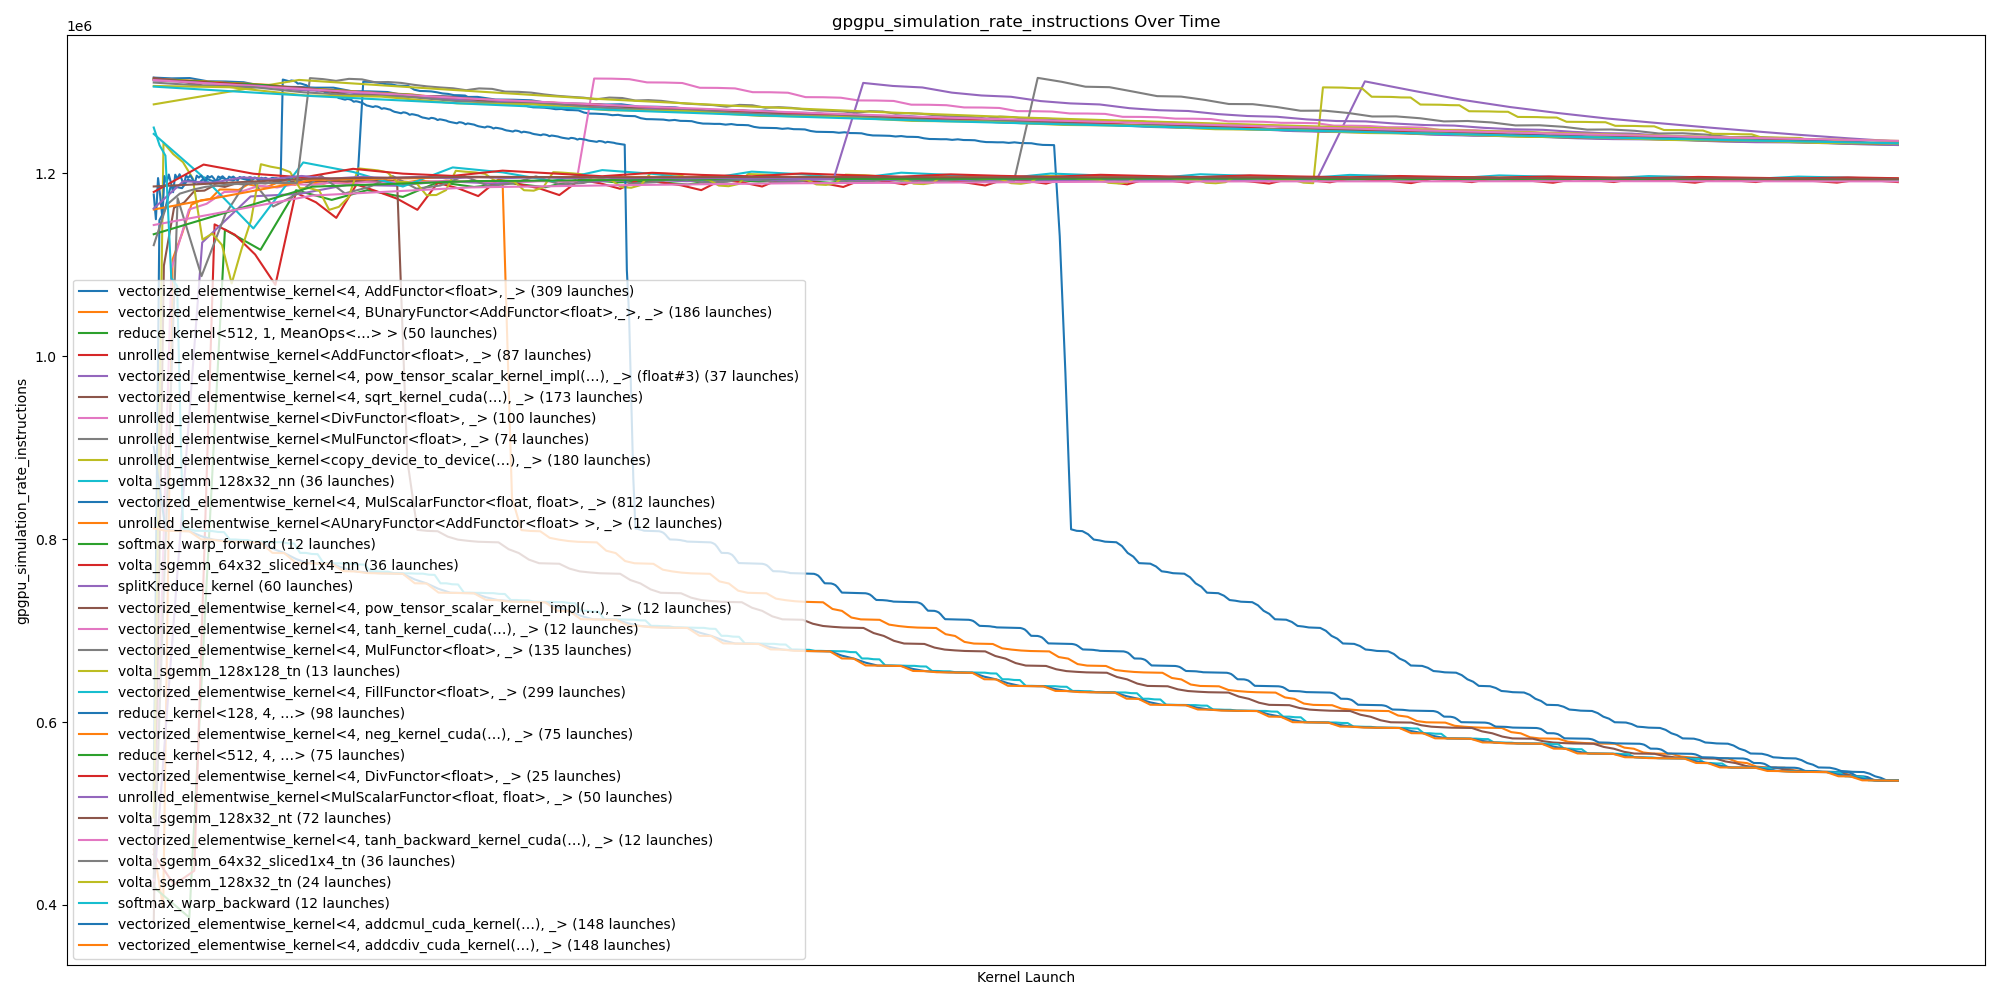 gpgpu_simulation_rate_instructions Over Time
1e6
1.2
1.0
0.8
0.6
0.4
gpgpu_simulation_rate_instructions
vectorized_elementwise_kernel<4, AddFunctor<float>, _> (309 launches)
vectorized_elementwise_kernel<4, BUnaryFunctor<AddFunctor<float>,_>, _> (186 launches)
reduce_kernel<512, 1, MeanOps<...> > (50 launches)
unrolled_elementwise_kernel<AddFunctor<float>, _> (87 launches)
vectorized_elementwise_kernel<4, pow_tensor_scalar_kernel_impl(...), _> (float#3) (37 launches)
vectorized_elementwise_kernel<4, sqrt_kernel_cuda(...), _> (173 launches)
unrolled_elementwise_kernel<DivFunctor<float>, _> (100 launches)
unrolled_elementwise_kernel<MulFunctor<float>, _> (74 launches)
unrolled_elementwise_kernel<copy_device_to_device(...), _> (180 launches)
volta_sgemm_128x32_nn (36 launches)
vectorized_elementwise_kernel<4, MulScalarFunctor<float, float>, _> (812 launches)
unrolled_elementwise_kernel<AUnaryFunctor<AddFunctor<float> >, _> (12 launches)
softmax_warp_forward (12 launches)
volta_sgemm_64x32_sliced1x4_nn (36 launches)
splitKreduce_kernel (60 launches)
vectorized_elementwise_kernel<4, pow_tensor_scalar_kernel_impl(...), _> (12 launches)
vectorized_elementwise_kernel<4, tanh_kernel_cuda(...), _> (12 launches)
vectorized_elementwise_kernel<4, MulFunctor<float>, _> (135 launches)
volta_sgemm_128x128_tn (13 launches)
vectorized_elementwise_kernel<4, FillFunctor<float>, _> (299 launches)
reduce_kernel<128, 4, ...> (98 launches)
vectorized_elementwise_kernel<4, neg_kernel_cuda(...), _> (75 launches)
reduce_kernel<512, 4, ...> (75 launches)
vectorized_elementwise_kernel<4, DivFunctor<float>, _> (25 launches)
unrolled_elementwise_kernel<MulScalarFunctor<float, float>, _> (50 launches)
volta_sgemm_128x32_nt (72 launches)
vectorized_elementwise_kernel<4, tanh_backward_kernel_cuda(...), _> (12 launches)
volta_sgemm_64x32_sliced1x4_tn (36 launches)
volta_sgemm_128x32_tn (24 launches)
softmax_warp_backward (12 launches)
vectorized_elementwise_kernel<4, addcmul_cuda_kernel(...), _> (148 launches)
vectorized_elementwise_kernel<4, addcdiv_cuda_kernel(...), _> (148 launches)
Kernel Launch